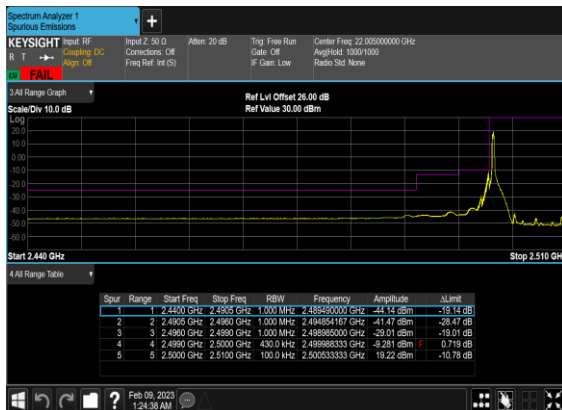 Spectrum Analyzer 1
Spurious Emissions
KEYSIGHT Input: RF Input Z: 50 Ω Atten: 20 dB Trig: Free Run Center Freq: 22.005000000 GHz
R T Coupling: DC Corrections: Off Gate: Off Avg|Hold: 1000/1000
Align: Off Freq Ref: Int (S) IF Gain: Low Radio Std: None
FAIL
3 All Range Graph
Ref Lvl Offset 26.00 dB
Scale/Div 10.0 dB Ref Value 30.00 dBm
Log
20.0
10.0
0.00
-10.0
-20.0
-30.0
-40.0
-50.0
-60.0
Start 2.440 GHz Stop 2.510 GHz
4 All Range Table
Spur Range Start Freq Stop Freq RBW Frequency Amplitude ΔLimit
1 1 2.4400 GHz 2.4905 GHz 1.000 MHz 2.489490000 GHz -44.14 dBm -19.14 dB
2 2 2.4905 GHz 2.4960 GHz 1.000 MHz 2.494854167 GHz -41.47 dBm -28.47 dB
3 3 2.4960 GHz 2.4990 GHz 1.000 MHz 2.498985000 GHz -29.01 dBm -19.01 dB
4 4 2.4990 GHz 2.5000 GHz 430.0 kHz 2.499988333 GHz -9.281 dBm F 0.719 dB
5 5 2.5000 GHz 2.5100 GHz 100.0 kHz 2.500533333 GHz 19.22 dBm -10.78 dB
Feb 09, 2023
1:24:38 AM